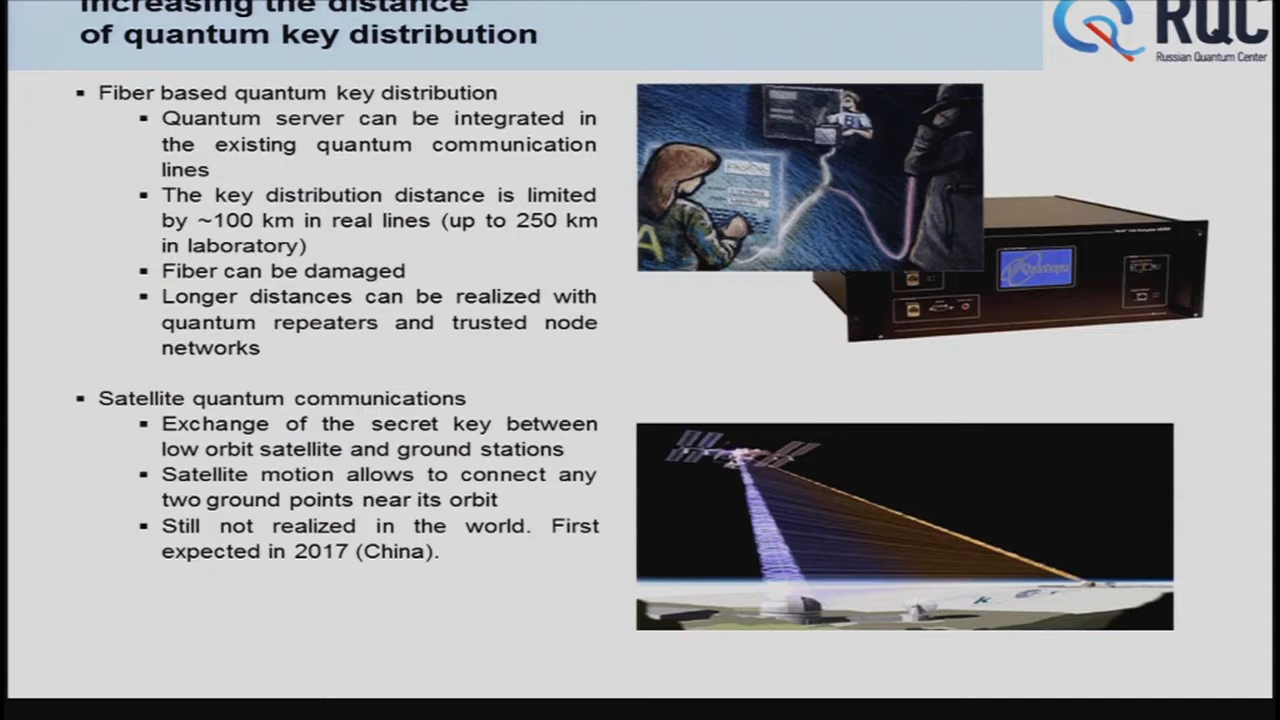 Increasing the distance
of quantum key distribution
RQC
Russian Quantum Center
▪ Fiber based quantum key distribution
▪ Quantum server can be integrated in
the existing quantum communication
lines
▪ The key distribution distance is limited
by ~100 km in real lines (up to 250 km
in laboratory)
▪ Fiber can be damaged
▪ Longer distances can be realized with
quantum repeaters and trusted node
networks
▪ Satellite quantum communications
▪ Exchange of the secret key between
low orbit satellite and ground stations
▪ Satellite motion allows to connect any
two ground points near its orbit
▪ Still not realized in the world. First
expected in 2017 (China).
A